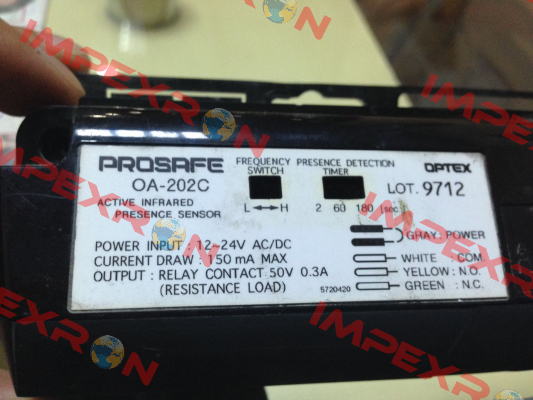 PROSAFE
OA-202C
ACTIVE INFRARED
PRESENCE SENSOR
FREQUENCY
SWITCH
L ↔ H
PRESENCE DETECTION
TIMER
2 60 180 [sec]
OPTEX
LOT. 9712
POWER INPUT : 12-24V AC/DC
CURRENT DRAW : 150 mA MAX
OUTPUT : RELAY CONTACT 50V 0.3A
(RESISTANCE LOAD)
GRAY : POWER
WHITE : COM.
YELLOW : N.O.
GREEN : N.C.
5720420
IMPEXRON
IMPEXRON
IMPEXRON
IMPEXRON
IMPEXRON